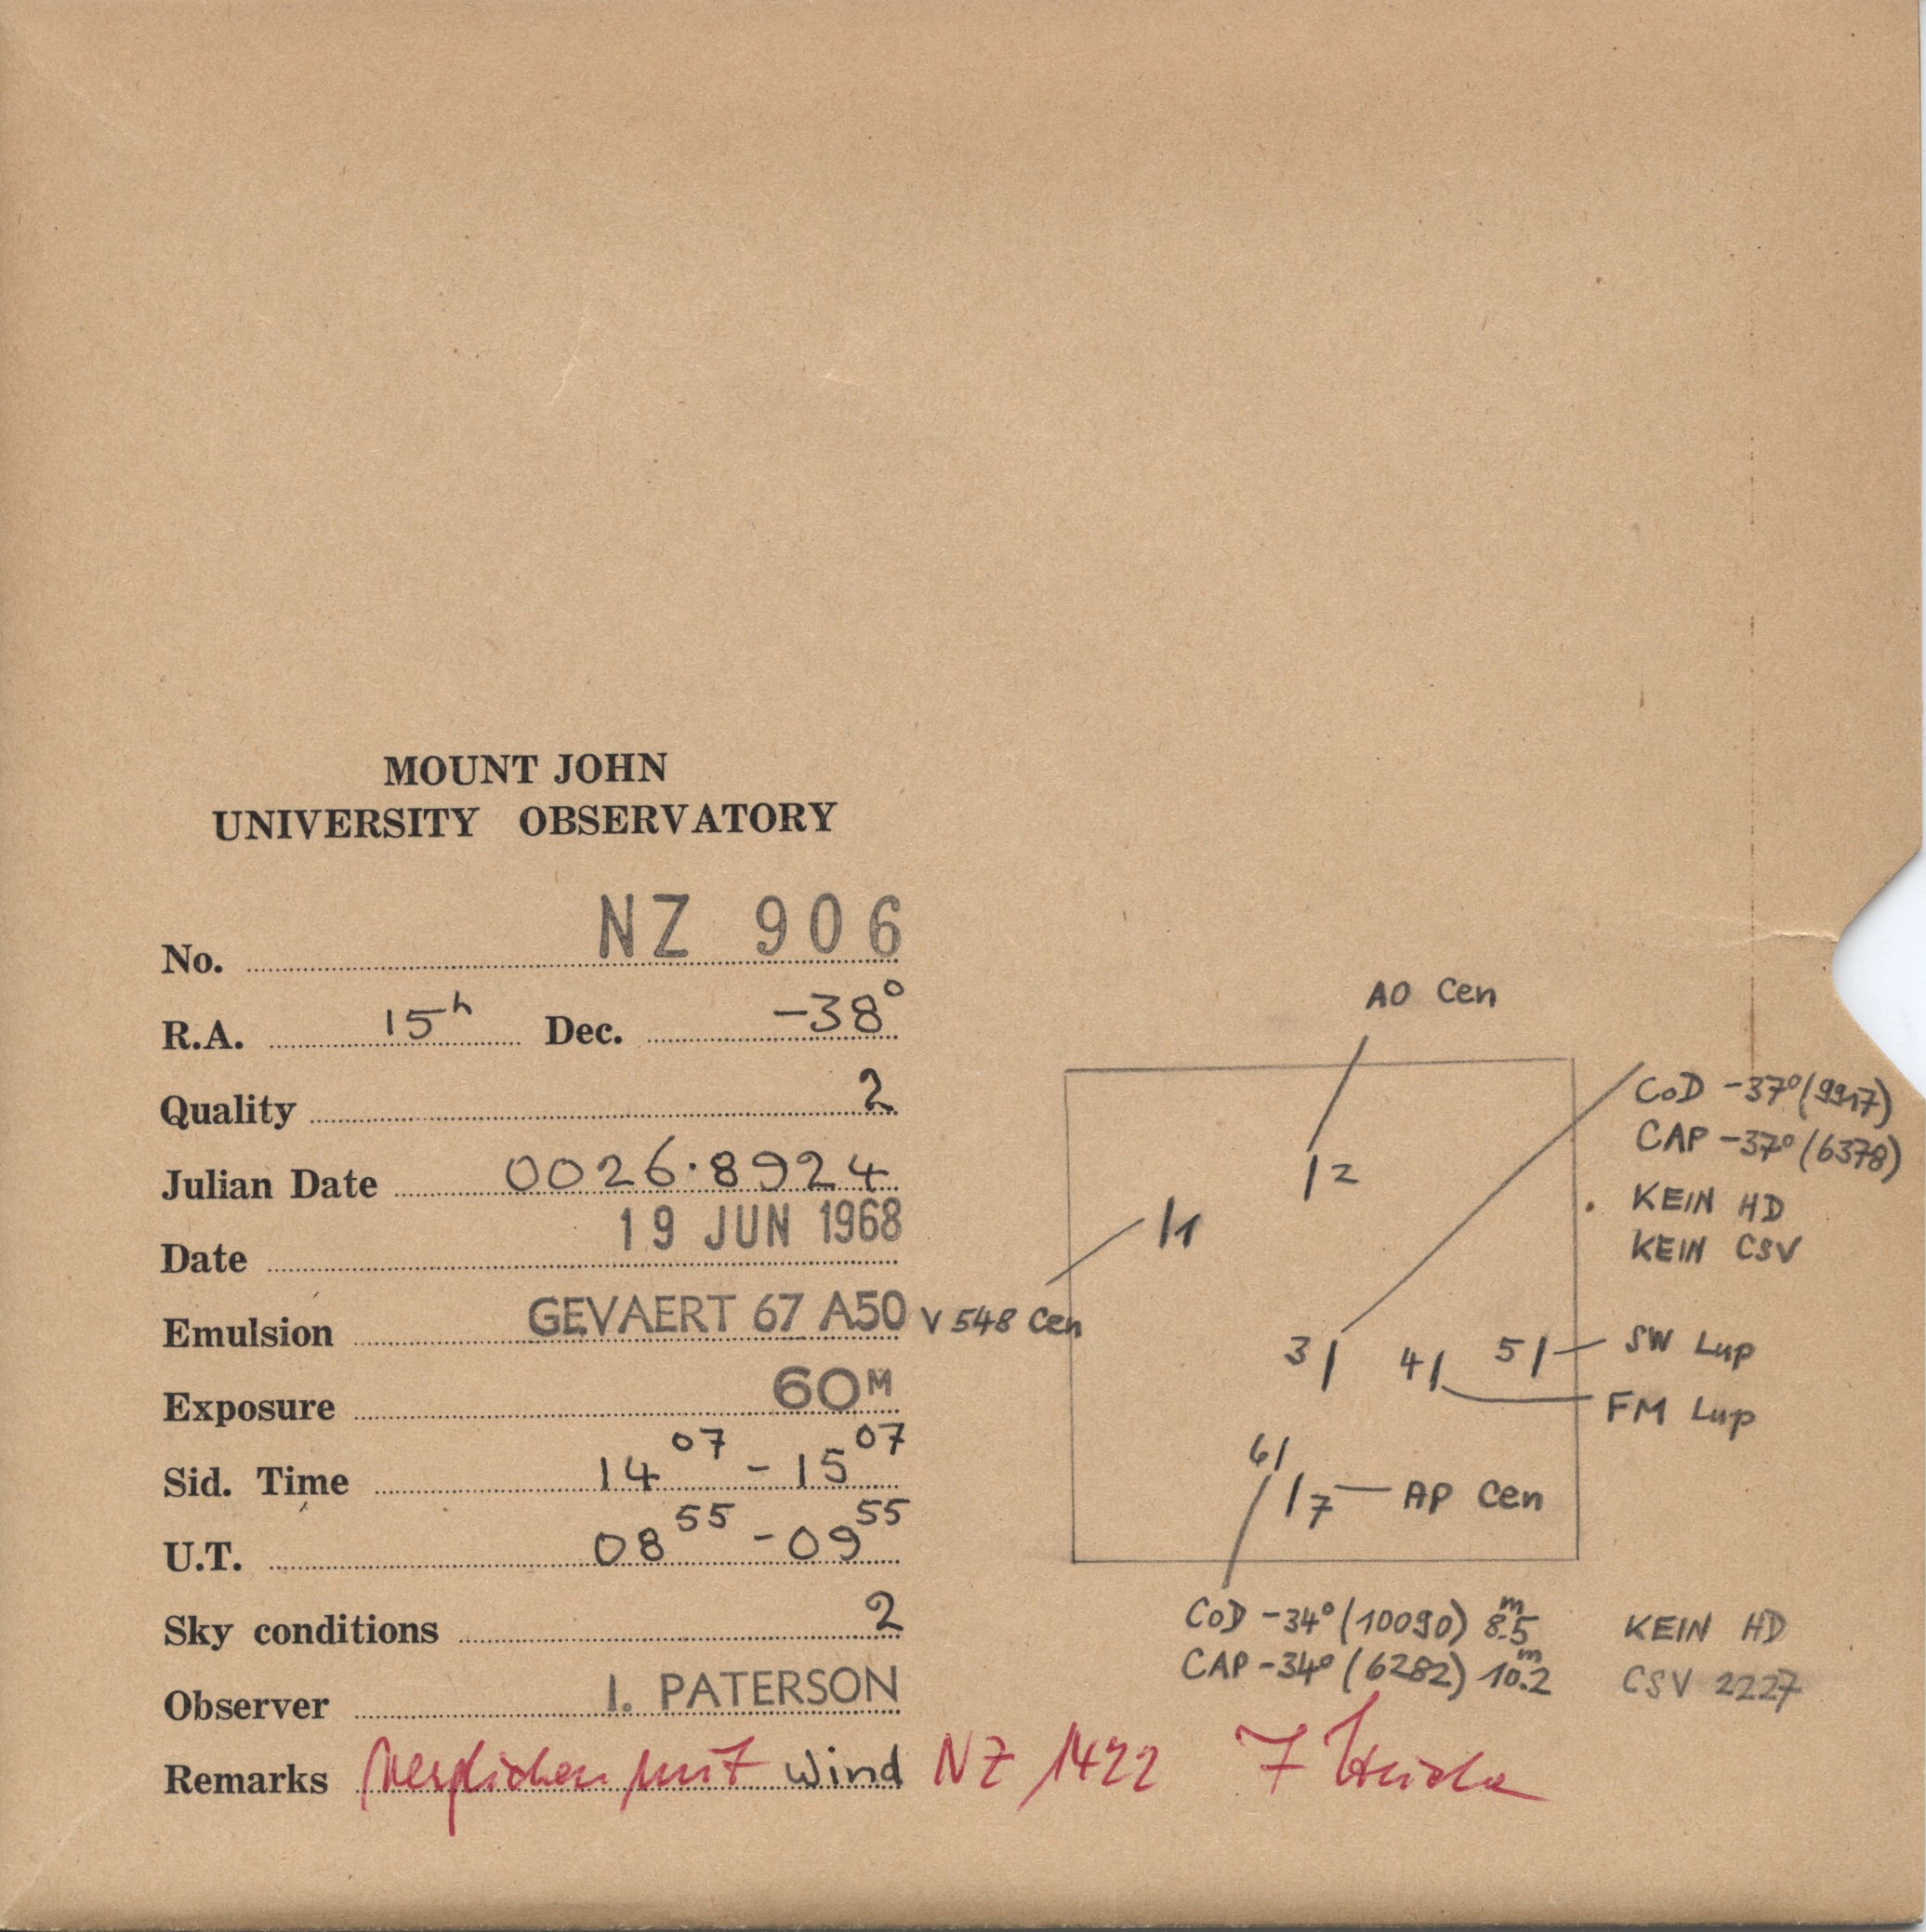 MOUNT JOHN
UNIVERSITY OBSERVATORY
No. NZ 906
R.A. 15h Dec. -38°
Quality 2
Julian Date 0026.8924
Date 19 JUN 1968
Emulsion GEVAERT 67 A50
Exposure 60M
Sid. Time 14 07 - 15 07
U.T. 08 55 - 09 55
Sky conditions 2
Observer I. PATERSON
Remarks verglichen mit Wind NZ 1422 7
AO Cen
2
1
V 548 Cen
CoD -37° (9917)
CAP -37° (6378)
KEIN HD
KEIN CSV
3 4 5 SW Lup
FM Lup
6
7 AP Cen
CoD -34° (10090) 8.5m KEIN HD
CAP -34° (6282) 10.2m CSV 2227